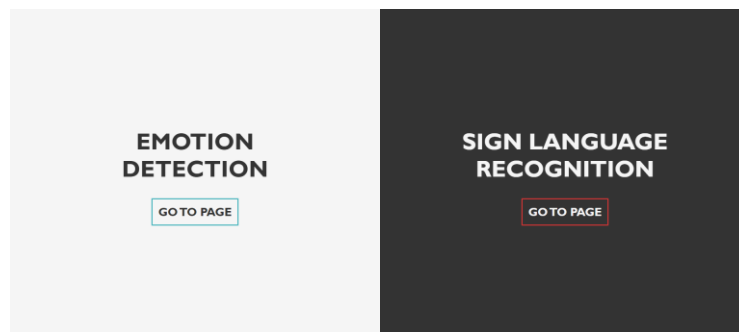 EMOTION
DETECTION
GO TO PAGE
SIGN LANGUAGE
RECOGNITION
GO TO PAGE